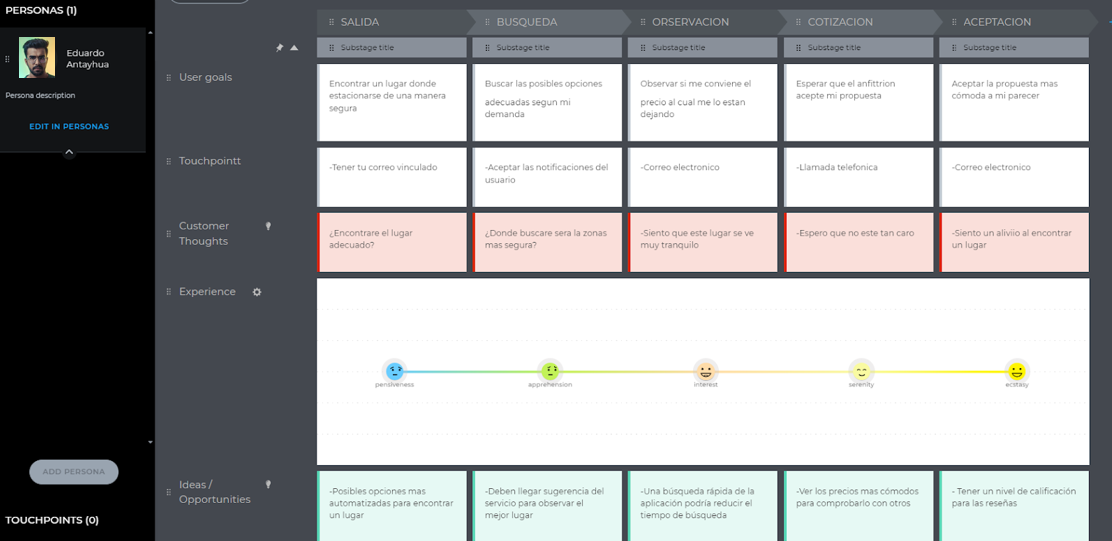 PERSONAS (1)
Eduardo
Antayhua
Persona description
EDIT IN PERSONAS
ADD PERSONA
TOUCHPOINTS (0)
SALIDA
BUSQUEDA
ORSERVACION
COTIZACION
ACEPTACION
Substage title
Substage title
Substage title
Substage title
Substage title
User goals
Encontrar un lugar donde
estacionarse de una manera
segura
Buscar las posibles opciones
adecuadas segun mi
demanda
Observar si me conviene el
precio al cual me lo estan
dejando
Esperar que el anfittrion
acepte mi propuesta
Aceptar la propuesta mas
cómoda a mi parecer
Touchpointt
-Tener tu correo vinculado
-Aceptar las notificaciones del
usuario
-Correo electronico
-Llamada telefonica
-Correo electronico
Customer
Thoughts
¿Encontrare el lugar
adecuado?
¿Donde buscare sera la zonas
mas segura?
-Siento que este lugar se ve
muy tranquilo
-Espero que no este tan caro
-Siento un aliviio al encontrar
un lugar
Experience
pensiveness
apprehension
interest
serenity
ecstasy
Ideas /
Opportunities
-Posibles opciones mas
automatizadas para encontrar
un lugar
-Deben llegar sugerencia del
servicio para observar el
mejor lugar
-Una búsqueda rápida de la
aplicación podría reducir el
tiempo de búsqueda
-Ver los precios mas cómodos
para comprobarlo con otros
- Tener un nivel de calificación
para las reseñas